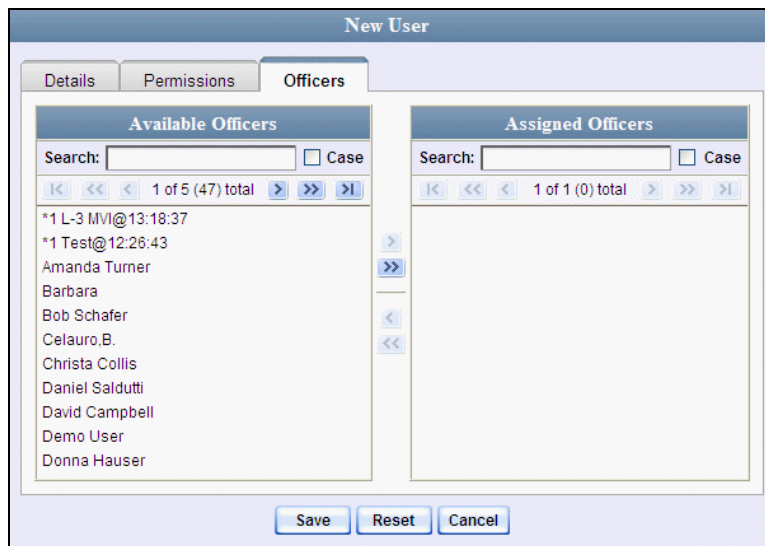 New User
Details Permissions Officers
Available Officers
Search: Case
|< << < 1 of 5 (47) total > >> >|
*1 L-3 MVI@13:18:37
*1 Test@12:26:43
Amanda Turner
Barbara
Bob Schafer
Celauro,B.
Christa Collis
Daniel Saldutti
David Campbell
Demo User
Donna Hauser
>
>>
<
<<
Assigned Officers
Search: Case
|< << < 1 of 1 (0) total > >> >|
Save Reset Cancel